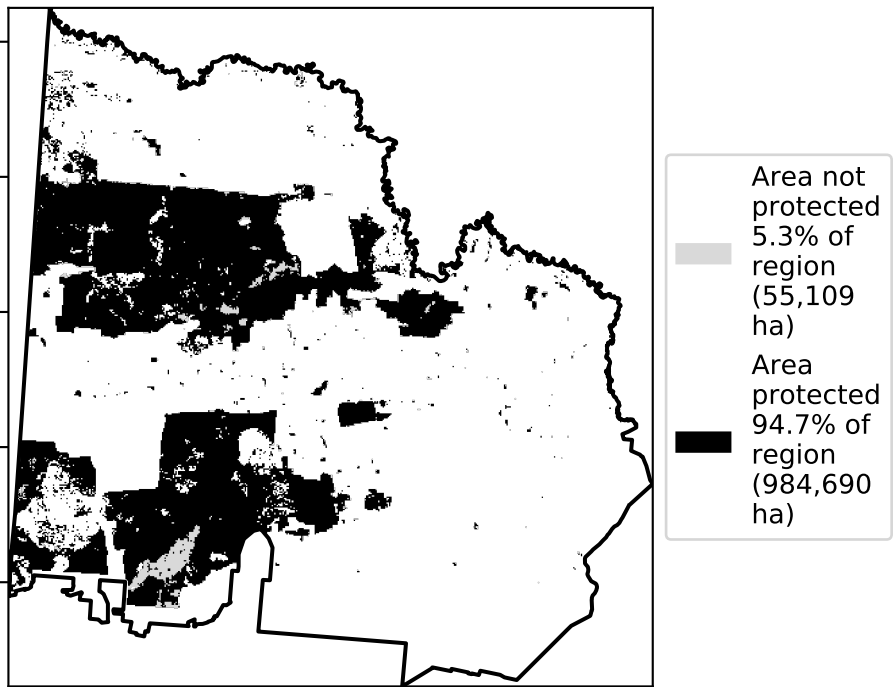 Area not
protected
5.3% of
region
(55,109
ha)
Area
protected
94.7% of
region
(984,690
ha)